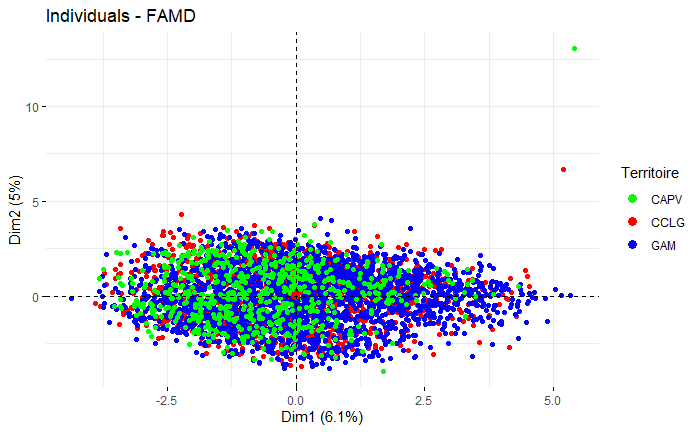 Individuals - FAMD
10
5
0
-2.5
0.0
2.5
5.0
Dim1 (6.1%)
Dim2 (5%)
Territoire
CAPV
CCLG
GAM